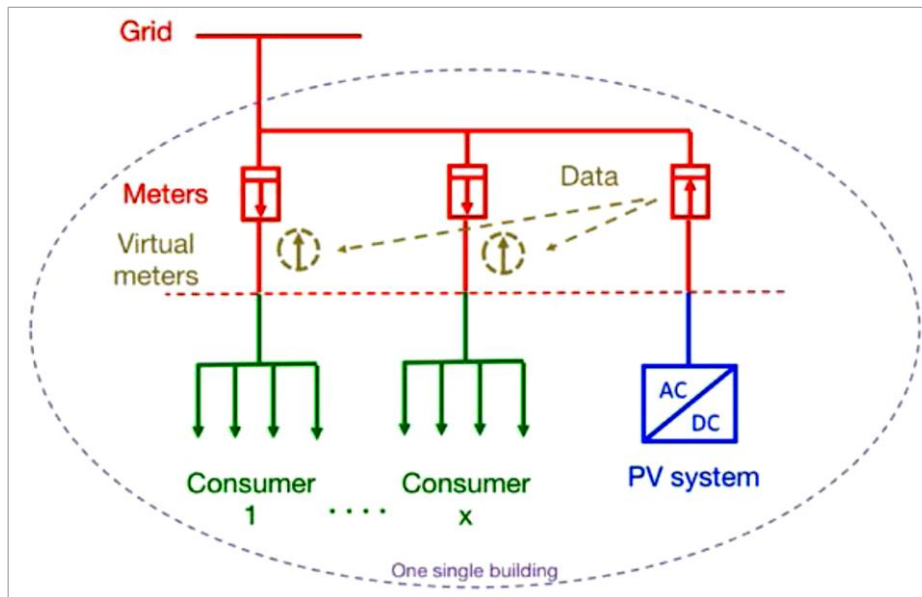 Grid
Meters
Data
Virtual
meters
AC
DC
Consumer
1
. . . .
Consumer
x
PV system
One single building